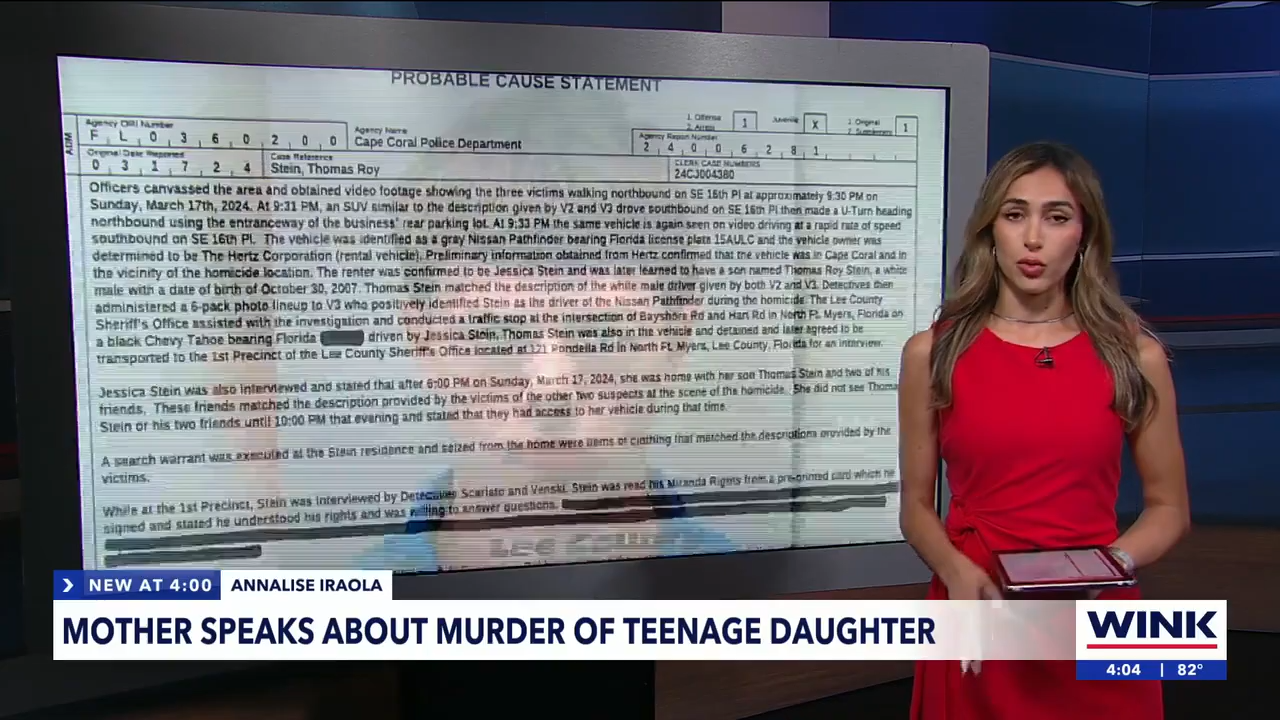 PROBABLE CAUSE STATEMENT
1. Offense
2. Arrest
1
Juvenile
X
1. Original
2. Supplement
1
ADM
Agency ORI Number
F L 0 3 6 0 2 0 0
Agency Name
Cape Coral Police Department
Agency Report Number
2 4 0 0 6 2 8 1
Original Date Reported
0 3 1 7 2 4
Case Reference
Stein, Thomas Roy
CLERK CASE NUMBERS
24CJ004380
Officers canvassed the area and obtained video footage showing the three victims walking northbound on SE 16th Pl at approximately 9:30 PM on
Sunday, March 17th, 2024. At 9:31 PM, an SUV similar to the description given by V2 and V3 drove southbound on SE 16th Pl then made a U-Turn heading
northbound using the entranceway of the business' rear parking lot. At 9:33 PM the same vehicle is again seen on video driving at a rapid rate of speed
southbound on SE 16th Pl. The vehicle was identified as a gray Nissan Pathfinder bearing Florida license plate 15AULC and the vehicle owner was
determined to be The Hertz Corporation (rental vehicle). Preliminary information obtained from Hertz confirmed that the vehicle was in Cape Coral and in
the vicinity of the homicide location. The renter was confirmed to be Jessica Stein and was later learned to have a son named Thomas Roy Stein, a white
male with a date of birth of October 30, 2007. Thomas Stein matched the description of the white male driver given by both V2 and V3. Detectives then
administered a 6-pack photo lineup to V3 who positively identified Stein as the driver of the Nissan Pathfinder during the homicide. The Lee County
Sheriff's Office assisted with the investigation and conducted a traffic stop at the intersection of Bayshore Rd and Hart Rd in North Ft. Myers, Florida on
a black Chevy Tahoe bearing Florida driven by Jessica Stein. Thomas Stein was also in the vehicle and detained and later agreed to be
transported to the 1st Precinct of the Lee County Sheriff's Office located at 121 Pondella Rd in North Ft. Myers, Lee County, Florida for an interview.
Jessica Stein was also interviewed and stated that after 6:00 PM on Sunday, March 17, 2024, she was home with her son Thomas Stein and two of his
friends. These friends matched the description provided by the victims of the other two suspects at the scene of the homicide. She did not see Thoma
Stein or his two friends until 10:00 PM that evening and stated that they had access to her vehicle during that time.
A search warrant was executed at the Stein residence and seized from the home were items of clothing that matched the descriptions provided by the
victims.
While at the 1st Precinct, Stein was interviewed by Detectives Scarlato and Venski. Stein was read his Miranda Rights from a pre-printed card which he
signed and stated he understood his rights and was willing to answer questions.
NEW AT 4:00 ANNALISE IRAOLA
MOTHER SPEAKS ABOUT MURDER OF TEENAGE DAUGHTER
WINK
4:04 | 82°